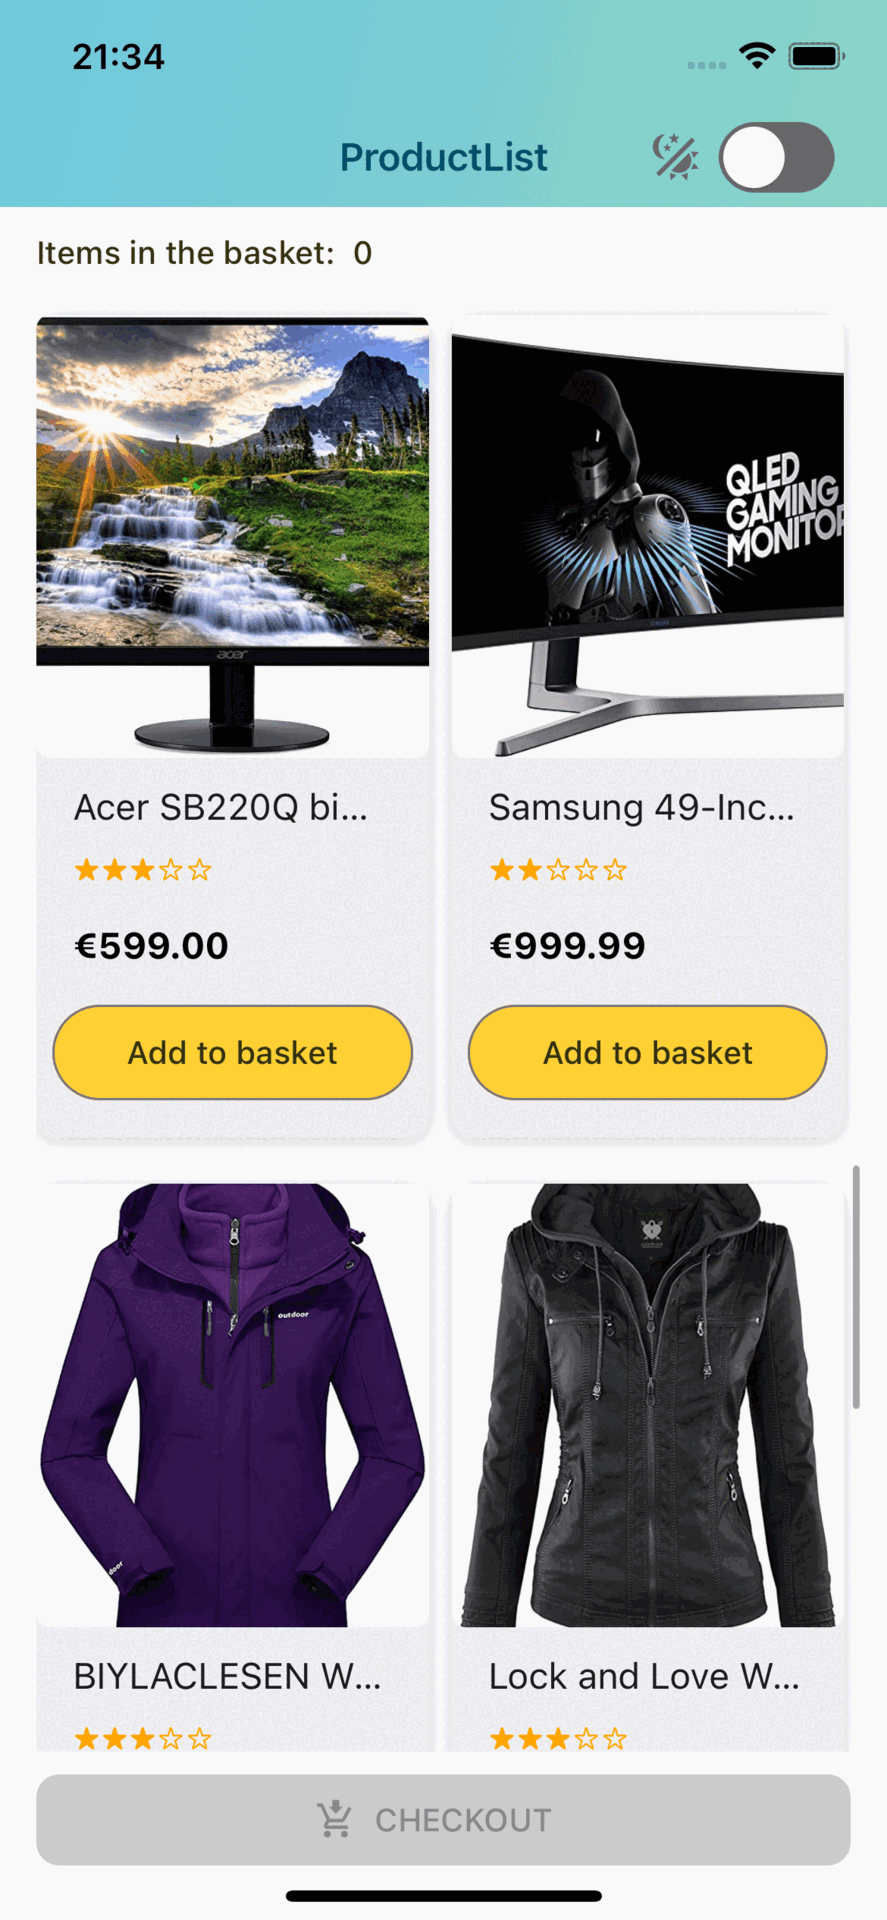 21:34
ProductList
Items in the basket: 0
acer
QLED
GAMING
MONITOR
Acer SB220Q bi...
Samsung 49-Inc...
€599.00
€999.99
Add to basket
Add to basket
outdoor
door
BIYLACLESEN W...
Lock and Love W...
CHECKOUT